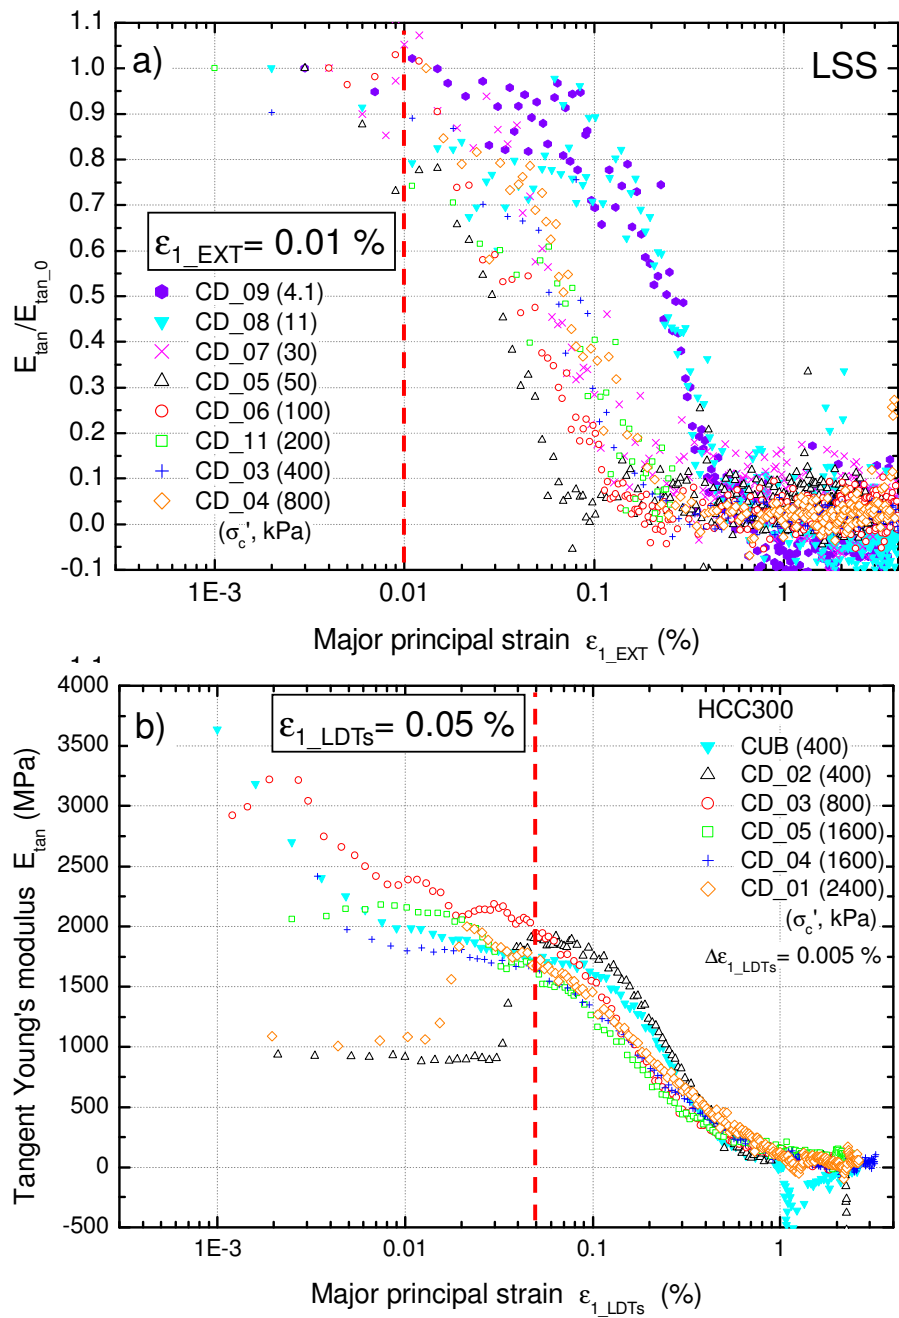 1.1
a)
LSS
1.0
0.9
0.8
0.7
0.6
0.5
0.4
0.3
0.2
0.1
0.0
-0.1
E_tan/E_tan_0
ε1_EXT= 0.01 %
CD_09 (4.1)
CD_08 (11)
CD_07 (30)
CD_05 (50)
CD_06 (100)
CD_11 (200)
CD_03 (400)
CD_04 (800)
(σc', kPa)
1E-3 0.01 0.1 1
Major principal strain ε1_EXT (%)
4000
3500
3000
2500
2000
1500
1000
500
0
-500
Tangent Young's modulus E_tan (MPa)
b)
ε1_LDTs= 0.05 %
HCC300
CUB (400)
CD_02 (400)
CD_03 (800)
CD_05 (1600)
CD_04 (1600)
CD_01 (2400)
(σc', kPa)
Δε1_LDTs= 0.005 %
1E-3 0.01 0.1 1
Major principal strain ε1_LDTs (%)